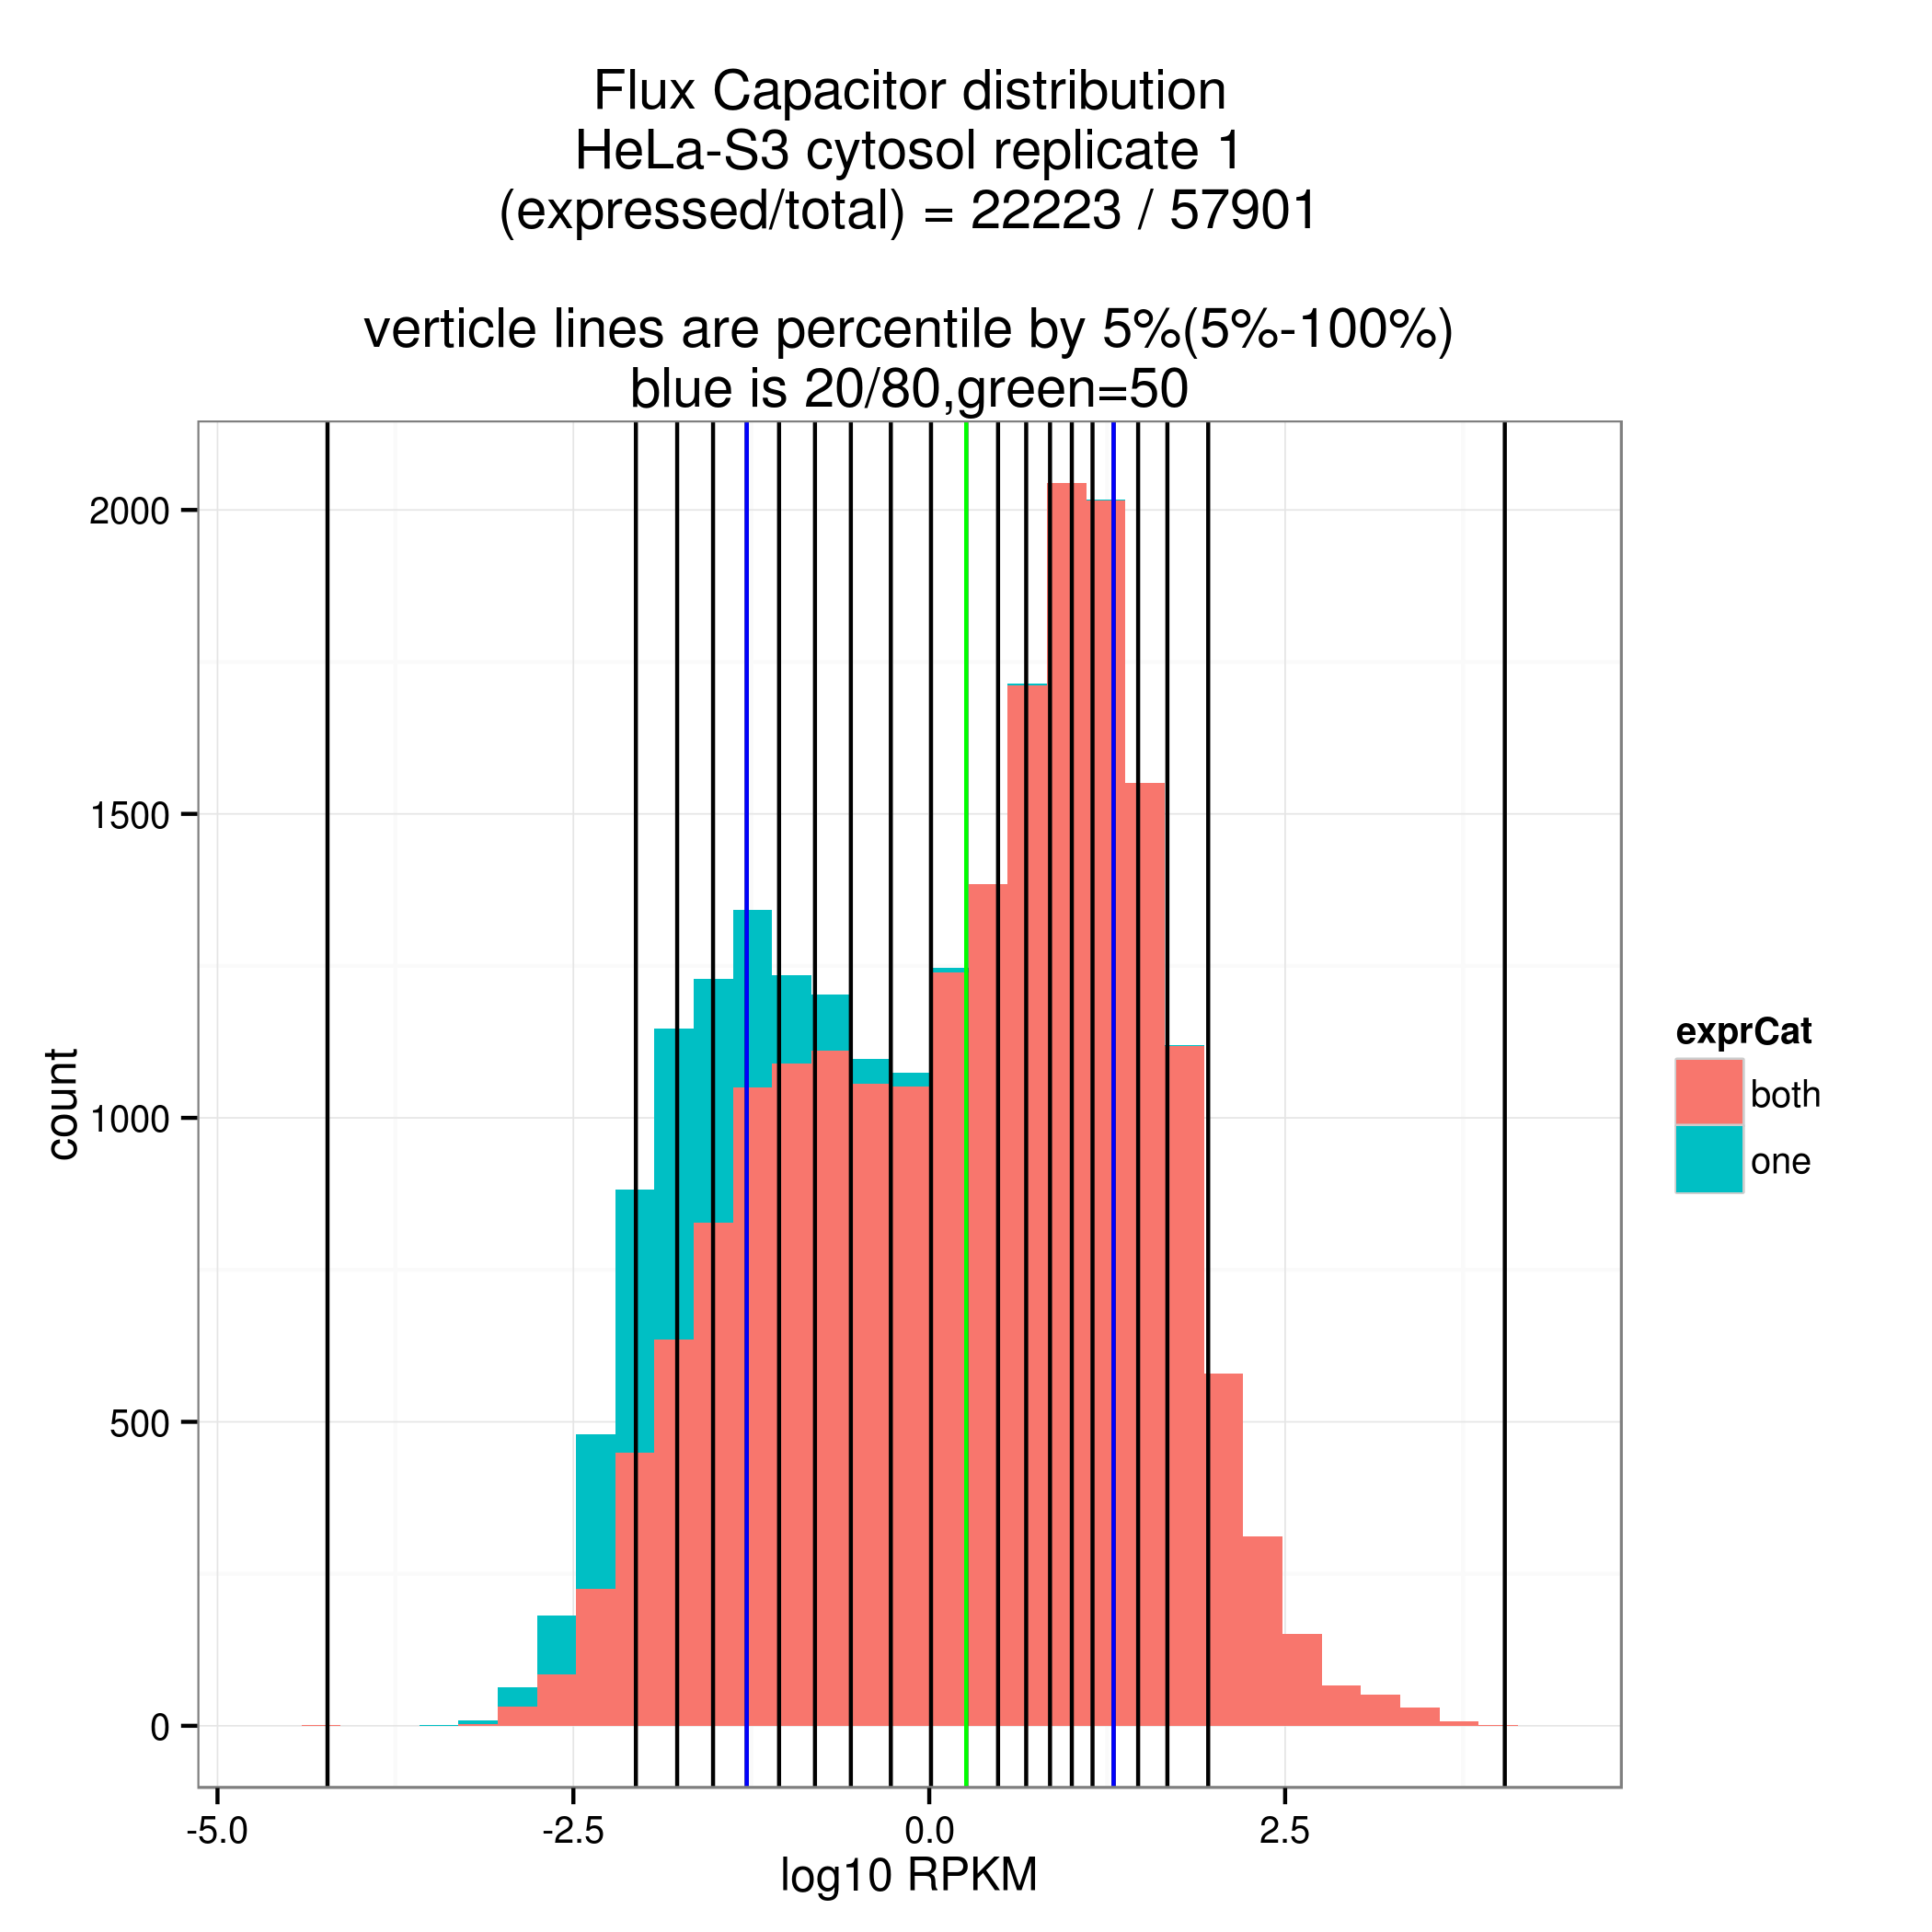 Flux Capacitor distribution
HeLa-S3 cytosol replicate 1
(expressed/total) = 22223 / 57901
verticle lines are percentile by 5%(5%-100%)
blue is 20/80,green=50
2000
1500
1000
500
0
count
-5.0
-2.5
0.0
2.5
log10 RPKM
exprCat
both
one